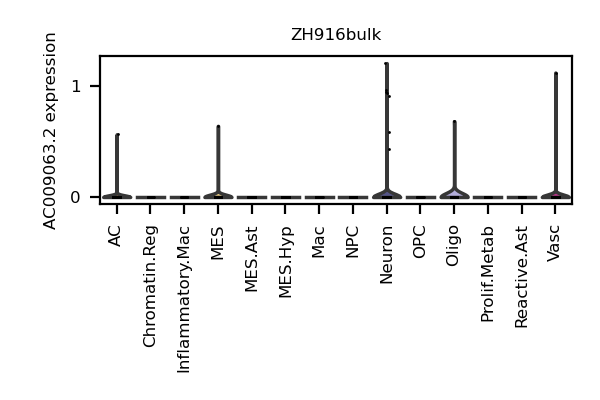 ZH916bulk
AC009063.2 expression
1
0
AC
Chromatin.Reg
Inflammatory.Mac
MES
MES.Ast
MES.Hyp
Mac
NPC
Neuron
OPC
Oligo
Prolif.Metab
Reactive.Ast
Vasc